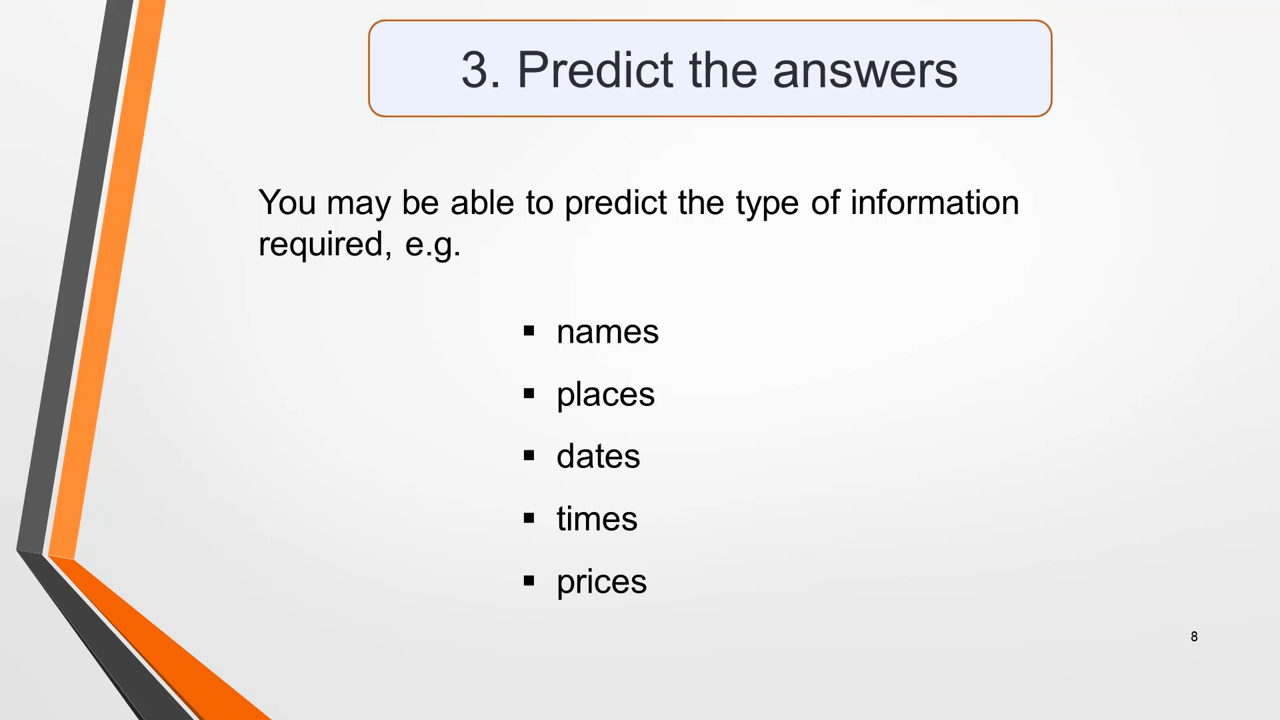 3. Predict the answers
You may be able to predict the type of information
required, e.g.
▪ names
▪ places
▪ dates
▪ times
▪ prices
8